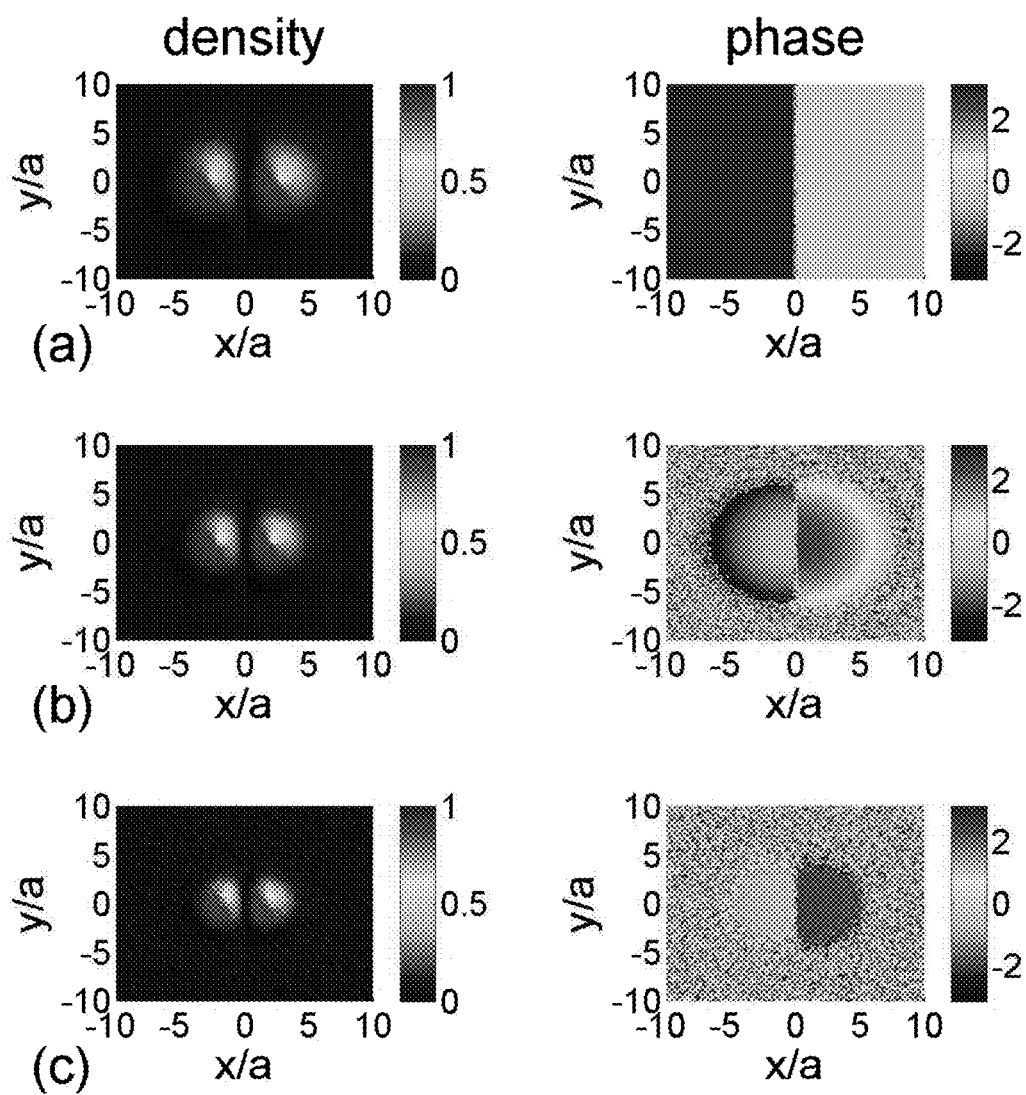 density phase
10 1 10
5 5 2
y/a 0 0.5 y/a 0 0
-5 -5 -2
-10 0 -10
-10 -5 0 5 10 -10 -5 0 5 10
(a) x/a x/a
10 1 10
5 5 2
y/a 0 0.5 y/a 0 0
-5 -5 -2
-10 0 -10
-10 -5 0 5 10 -10 -5 0 5 10
(b) x/a x/a
10 1 10
5 5 2
y/a 0 0.5 y/a 0 0
-5 -5 -2
-10 0 -10
-10 -5 0 5 10 -10 -5 0 5 10
(c) x/a x/a